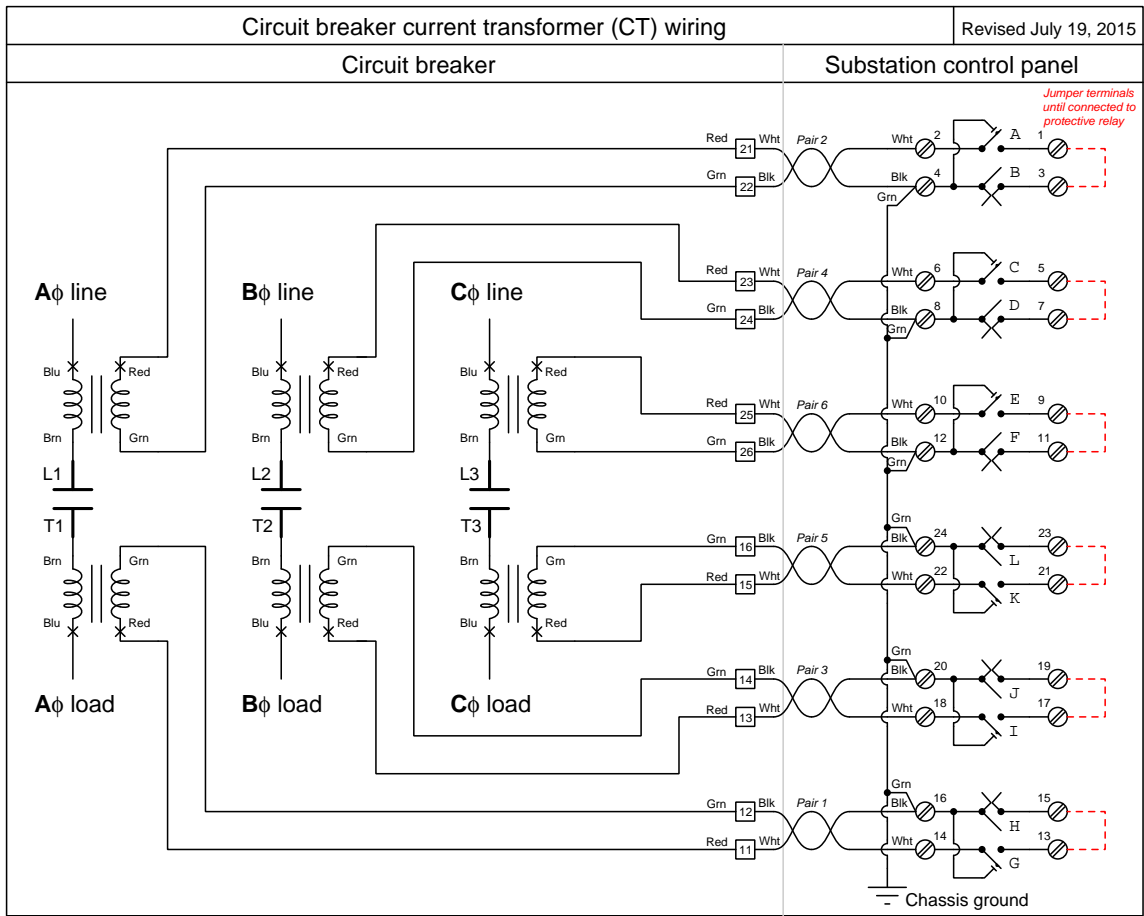 Circuit breaker current transformer (CT) wiring
Revised July 19, 2015
Circuit breaker
Substation control panel
Jumper terminals
until connected to
protective relay
Red 21 Wht Pair 2 Wht 2 A 1
Grn 22 Blk Blk 4 B 3
Grn
Red 23 Wht Pair 4 Wht 6 C 5
Grn 24 Blk Blk 8 D 7
Grn
Aϕ line Bϕ line Cϕ line
Blu Red Blu Red Blu Red
Red 25 Wht Pair 6 Wht 10 E 9
Brn Grn Brn Grn Brn Grn
Grn 26 Blk Blk 12 F 11
Grn
L1 L2 L3
T1 T2 T3
Grn
Grn 16 Blk Pair 5 Blk 24 L 23
Brn Grn Brn Grn Brn Grn
Red 15 Wht Wht 22 K 21
Blu Red Blu Red Blu Red
Aϕ load Bϕ load Cϕ load
Grn
Grn 14 Blk Pair 3 Blk 20 J 19
Red 13 Wht Wht 18 I 17
Grn
Grn 12 Blk Pair 1 Blk 16 H 15
Red 11 Wht Wht 14 G 13
Chassis ground